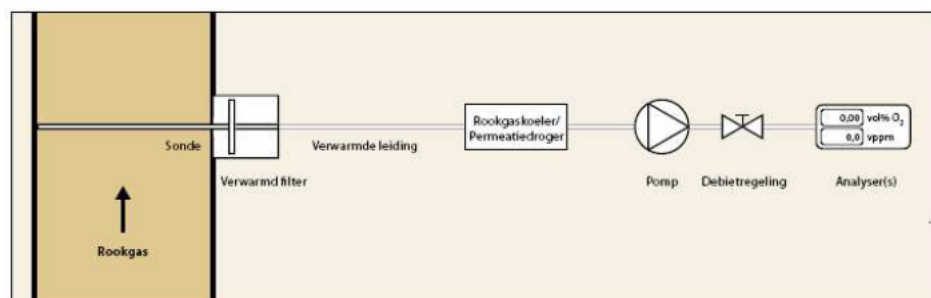 Sonde
Verwarmd filter
Rookgas
Verwarmde leiding
Rookgaskoeler/
Permeatiedroger
Pomp
Debietregeling
0,00 vol% O2
0,0 vppm
Analyser(s)